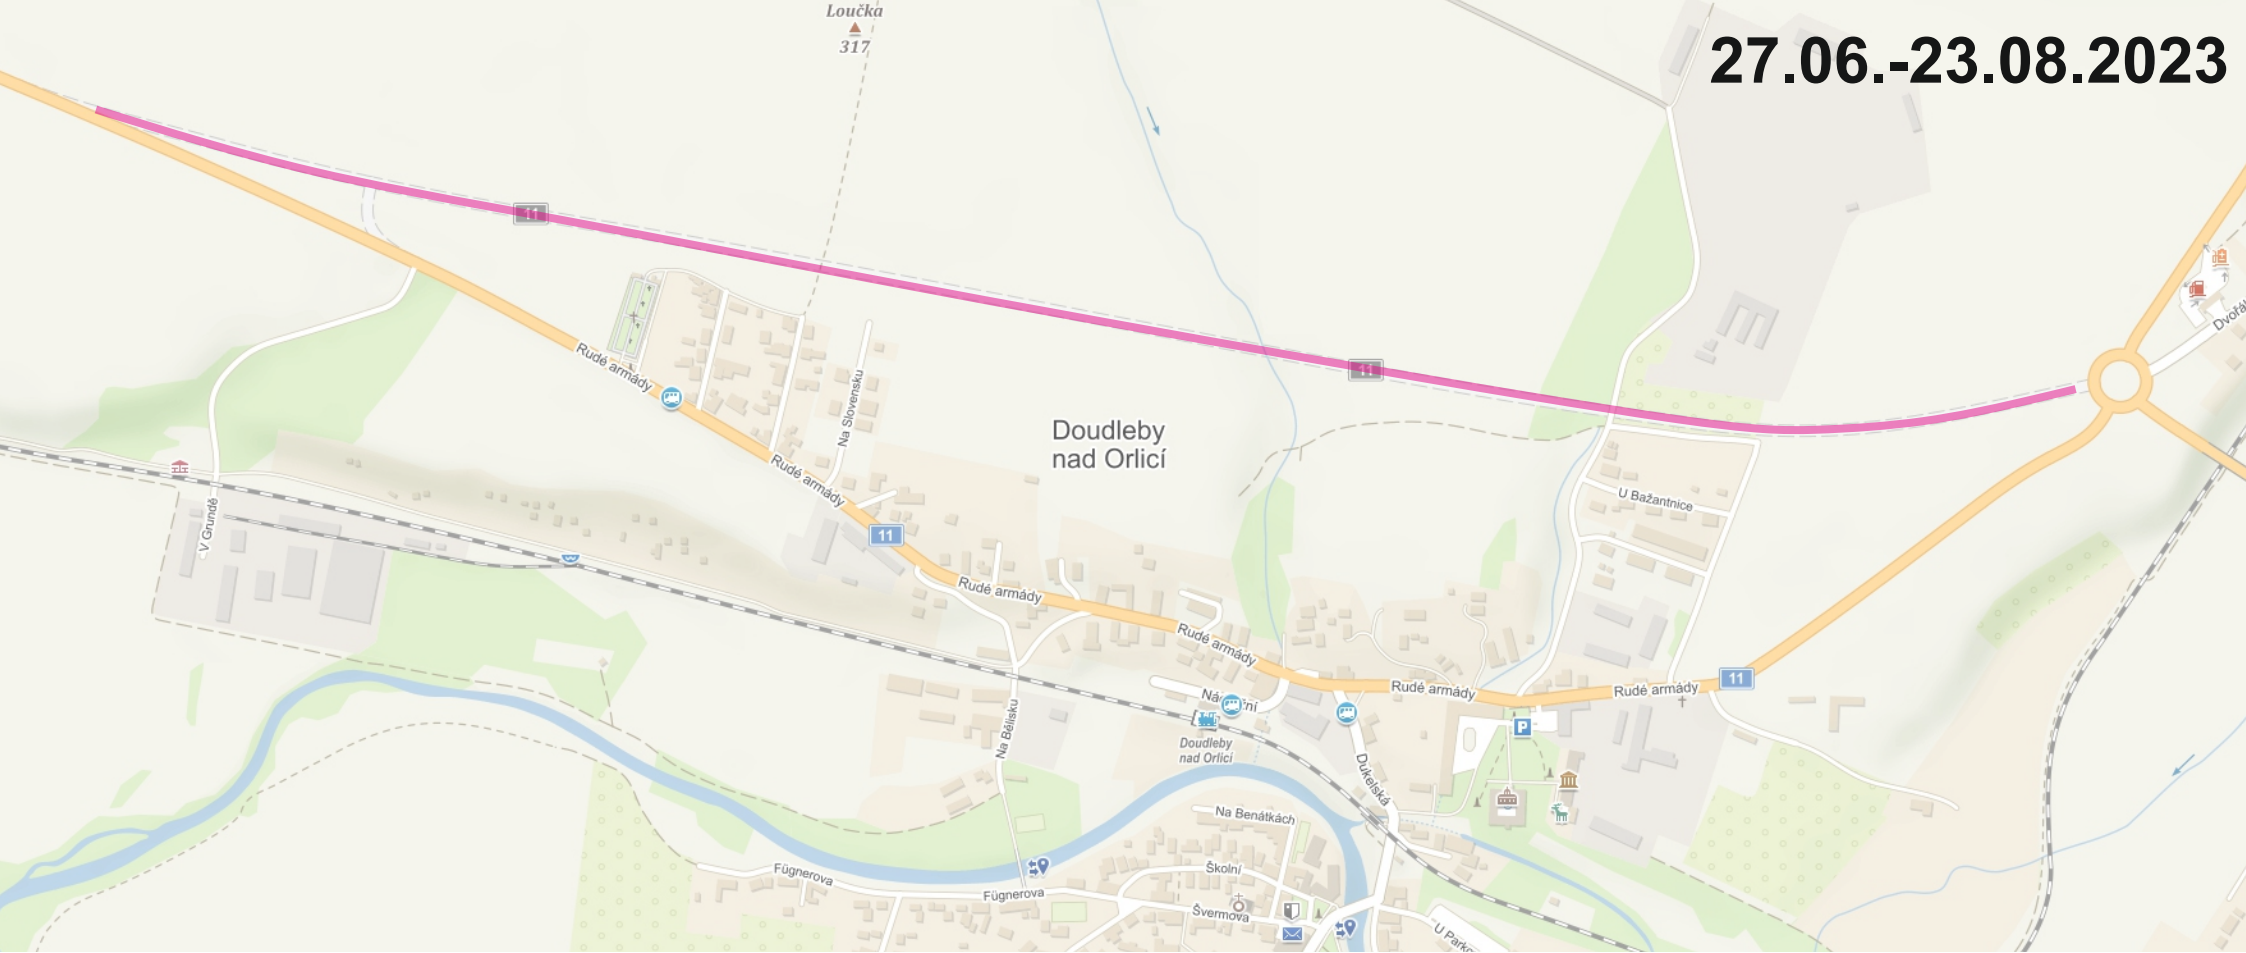 Loučka
317
27.06.-23.08.2023
11
Rudé armády
Na Slovensku
11
Dvořák
Doudleby
nad Orlicí
Rudé armády
V Grundě
11
U Bažantnice
Rudé armády
Rudé armády
Rudé armády
Rudé armády
11
Na Bělisku
Doudleby
nad Orlicí
P
Dukelská
Na Benátkách
Fügnerova
Fügnerova
Školní
Švermova
U Parku